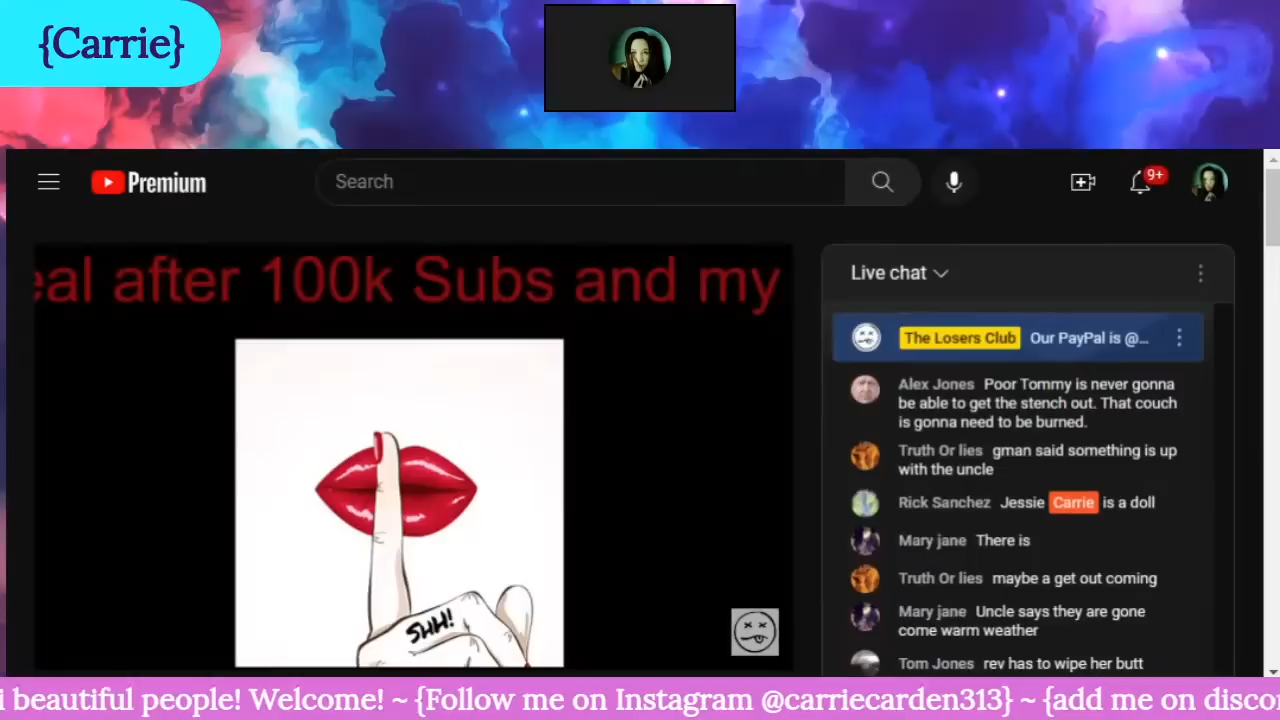 {Carrie}
Premium
Search
9+
eal after 100k Subs and my
SHH!
Live chat
The Losers Club Our PayPal is @...
Alex Jones Poor Tommy is never gonna
be able to get the stench out. That couch
is gonna need to be burned.
Truth Or lies gman said something is up
with the uncle
Rick Sanchez Jessie Carrie is a doll
Mary jane There is
Truth Or lies maybe a get out coming
Mary jane Uncle says they are gone
come warm weather
Tom Jones rev has to wipe her butt
i beautiful people! Welcome! ~ {Follow me on Instagram @carriecarden313} ~ {add me on discor